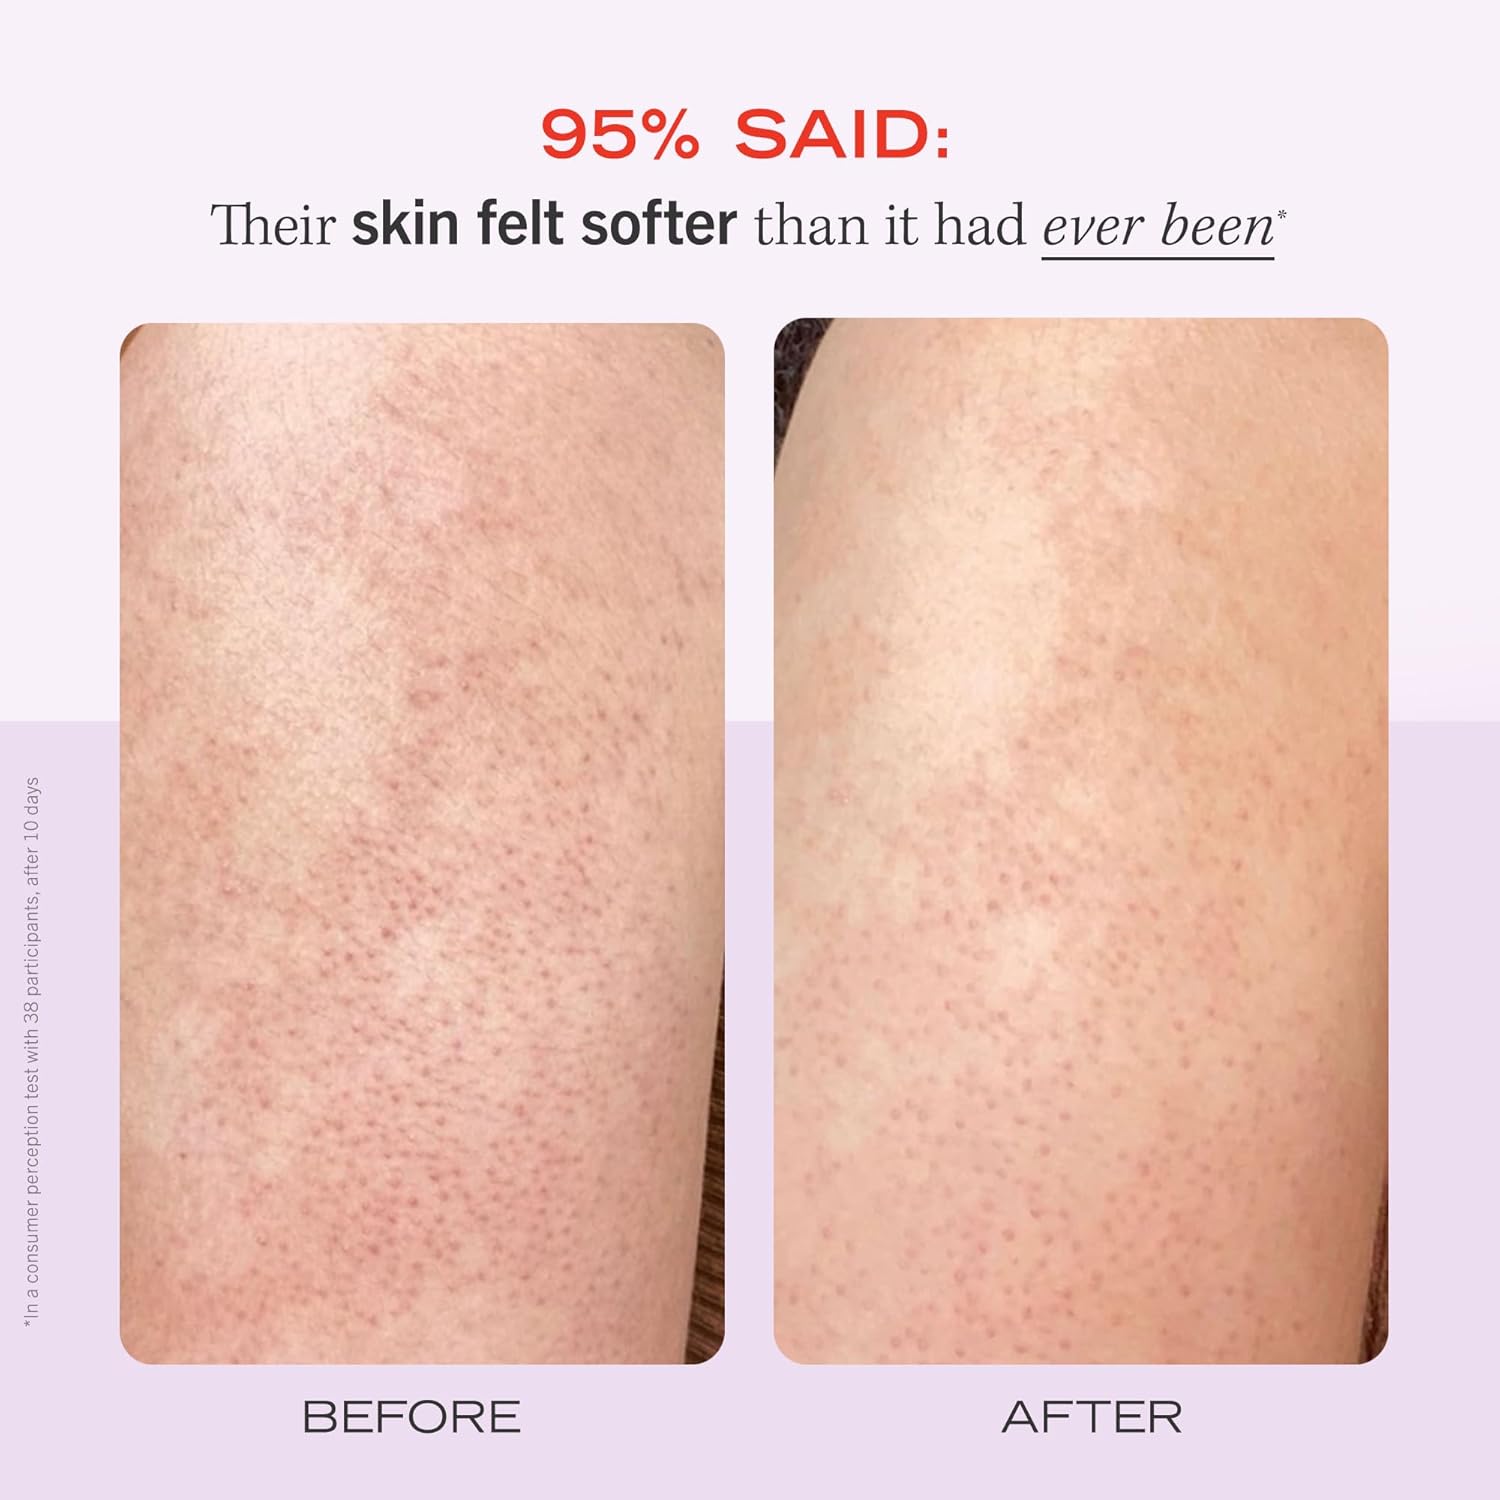 95% SAID:
Their skin felt softer than it had ever been*
BEFORE
AFTER
*In a consumer perception test with 38 participants, after 10 days